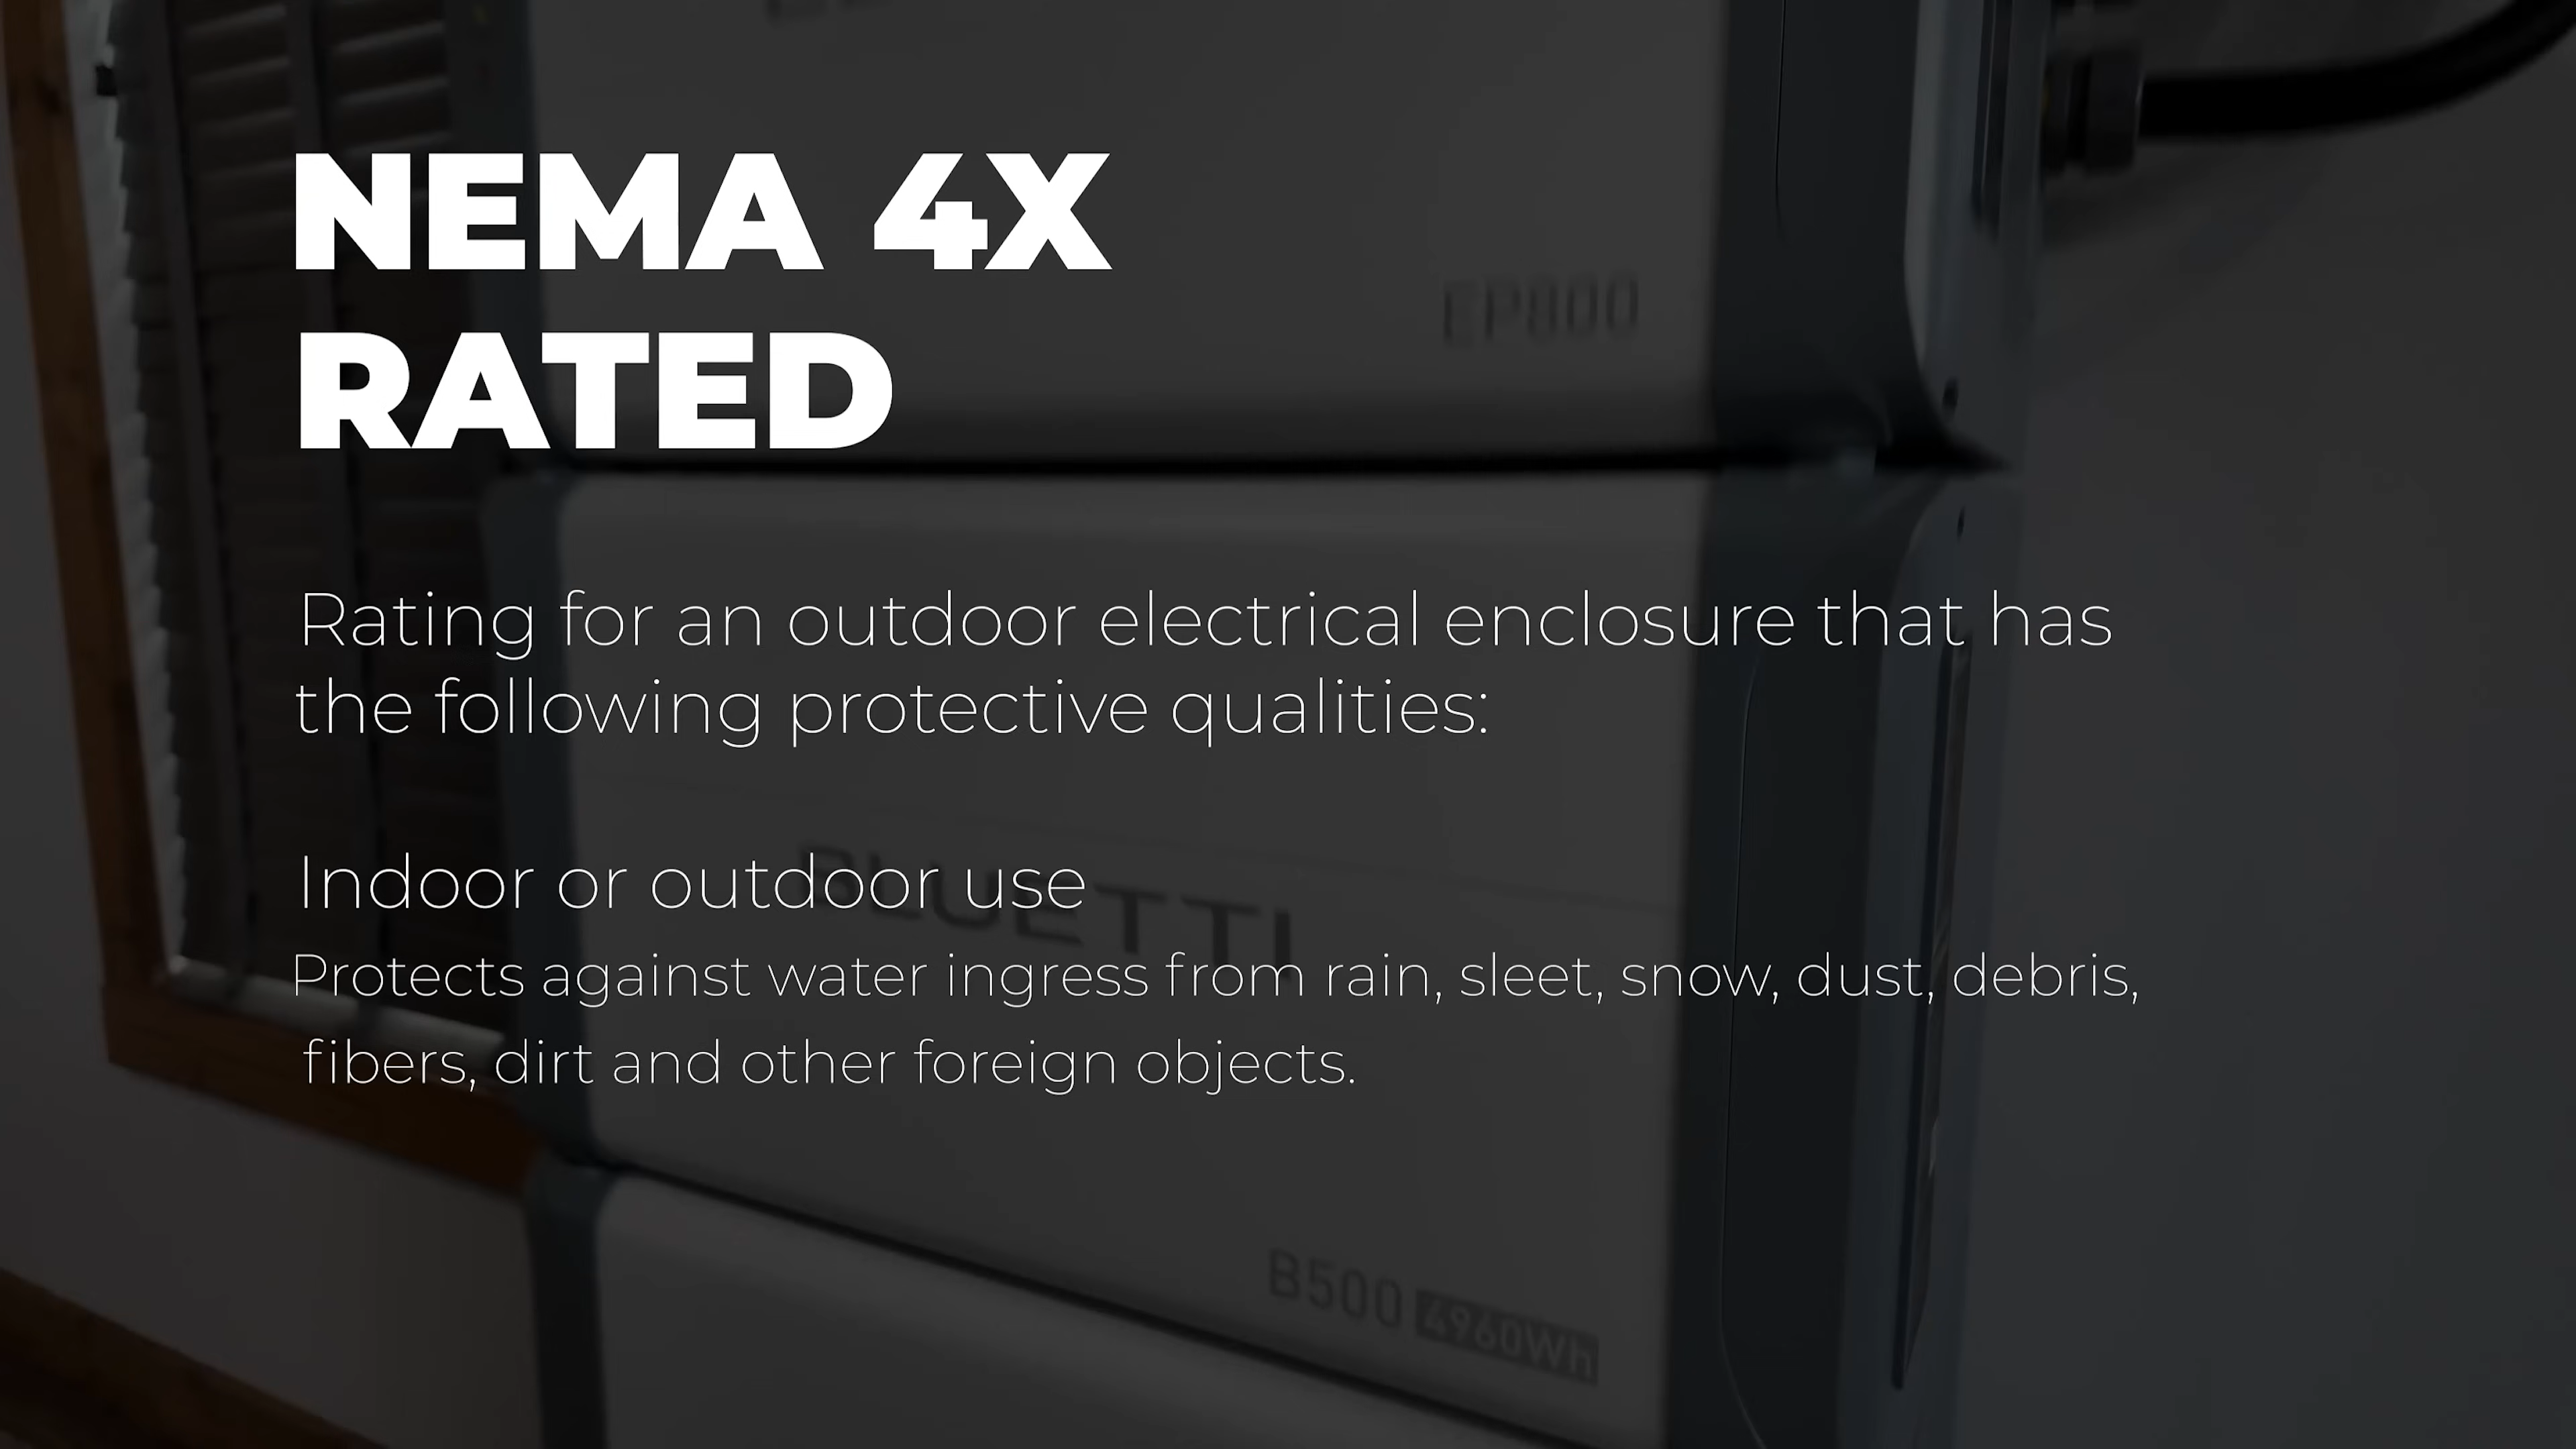 NEMA 4X
RATED
EP800
Rating for an outdoor electrical enclosure that has
the following protective qualities:
Indoor or outdoor use
BLUETTI
Protects against water ingress from rain, sleet, snow, dust, debris,
fibers, dirt and other foreign objects.
B500 4960Wh